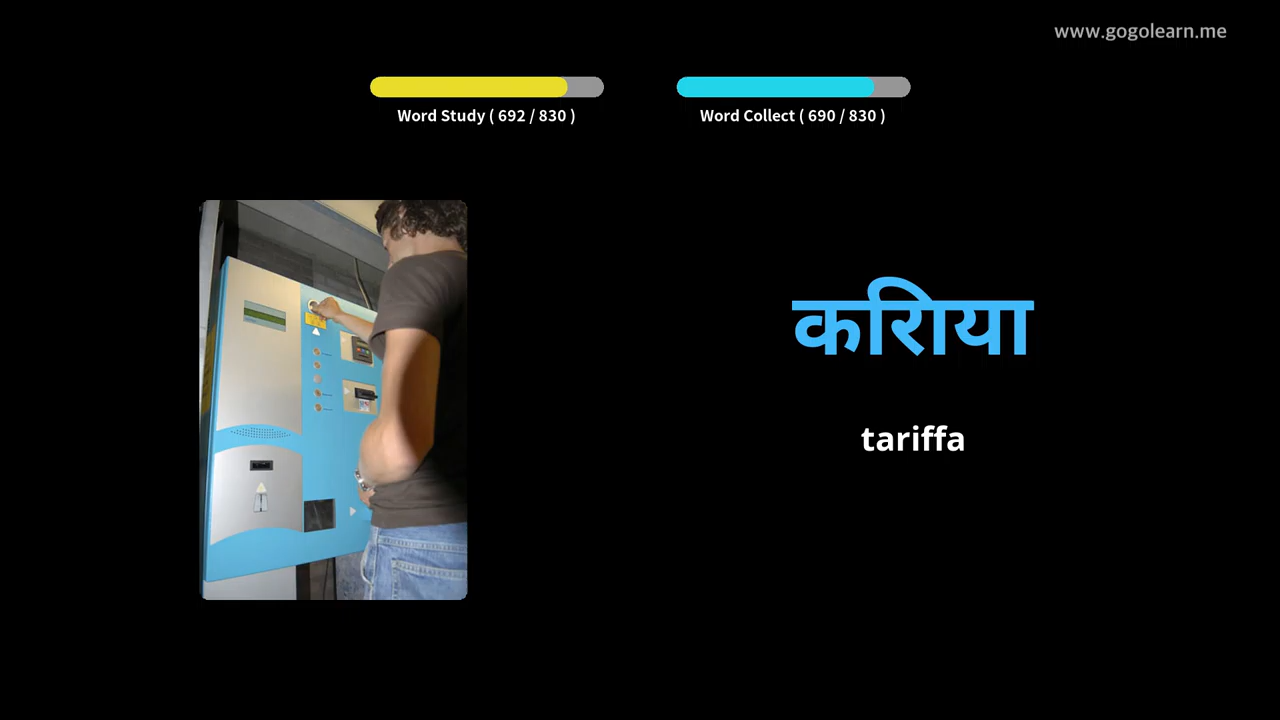 www.gogolearn.me
Word Study ( 692 / 830 )
Word Collect ( 690 / 830 )
करिाया
tariffa